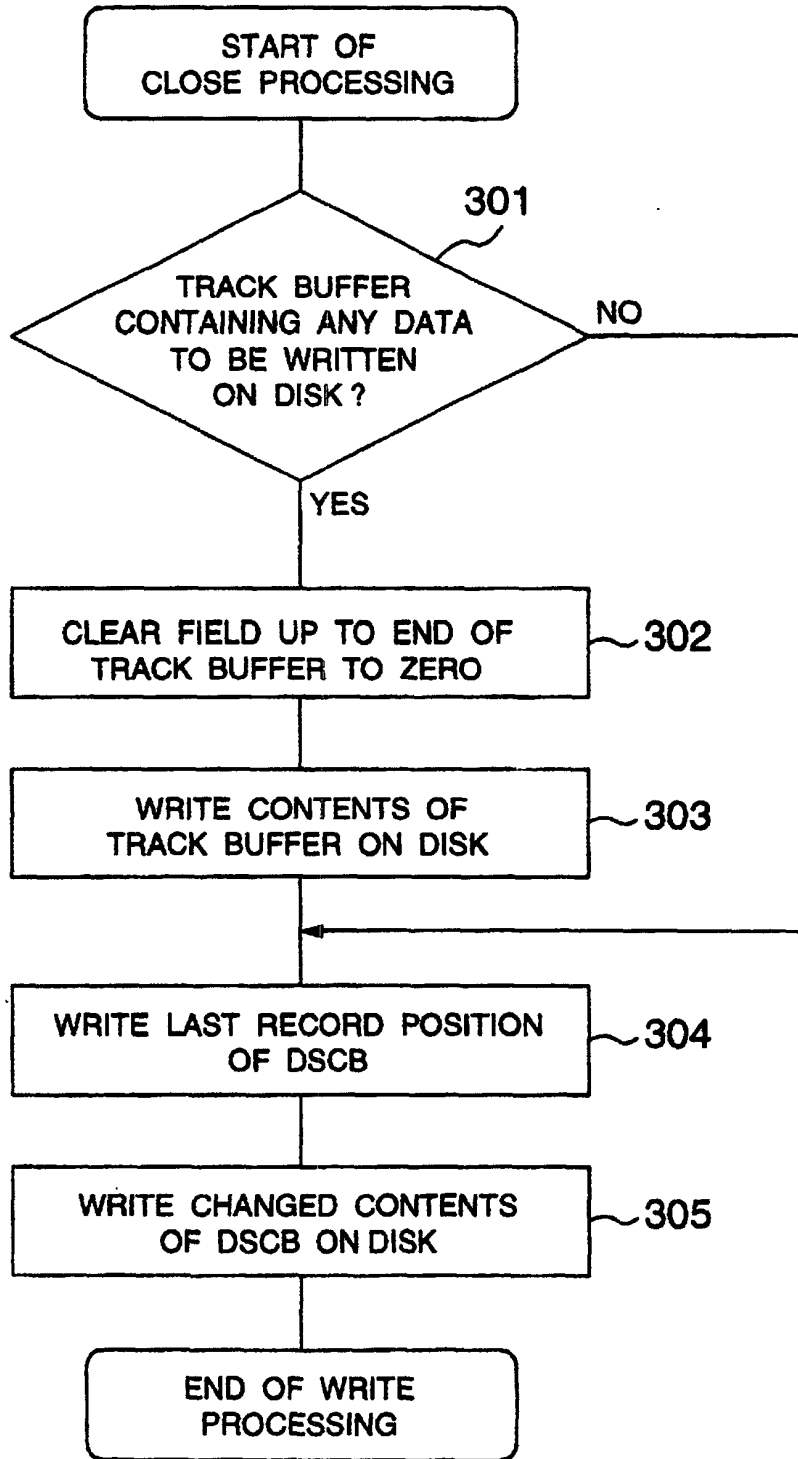 START OF
CLOSE PROCESSING
301
TRACK BUFFER
CONTAINING ANY DATA
TO BE WRITTEN
ON DISK?
NO
YES
CLEAR FIELD UP TO END OF
TRACK BUFFER TO ZERO
302
WRITE CONTENTS OF
TRACK BUFFER ON DISK
303
WRITE LAST RECORD POSITION
OF DSCB
304
WRITE CHANGED CONTENTS
OF DSCB ON DISK
305
END OF WRITE
PROCESSING